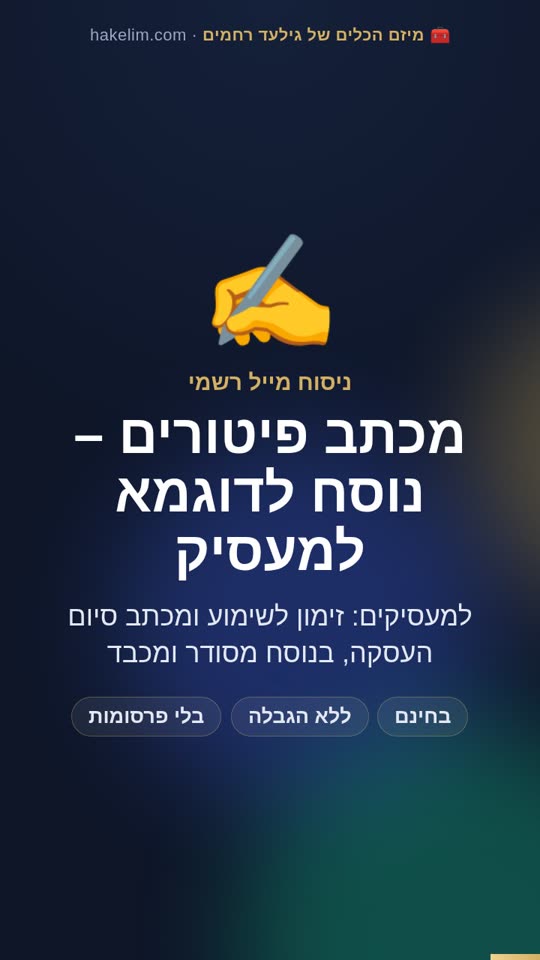 🧰 מיזם הכלים של גילעד רחמים · hakelim.com
ניסוח מייל רשמי
מכתב פיטורים –
נוסח לדוגמא
למעסיק
למעסיקים: זימון לשימוע ומכתב סיום
העסקה, בנוסח מסודר ומכבד
בחינם
ללא הגבלה
בלי פרסומות